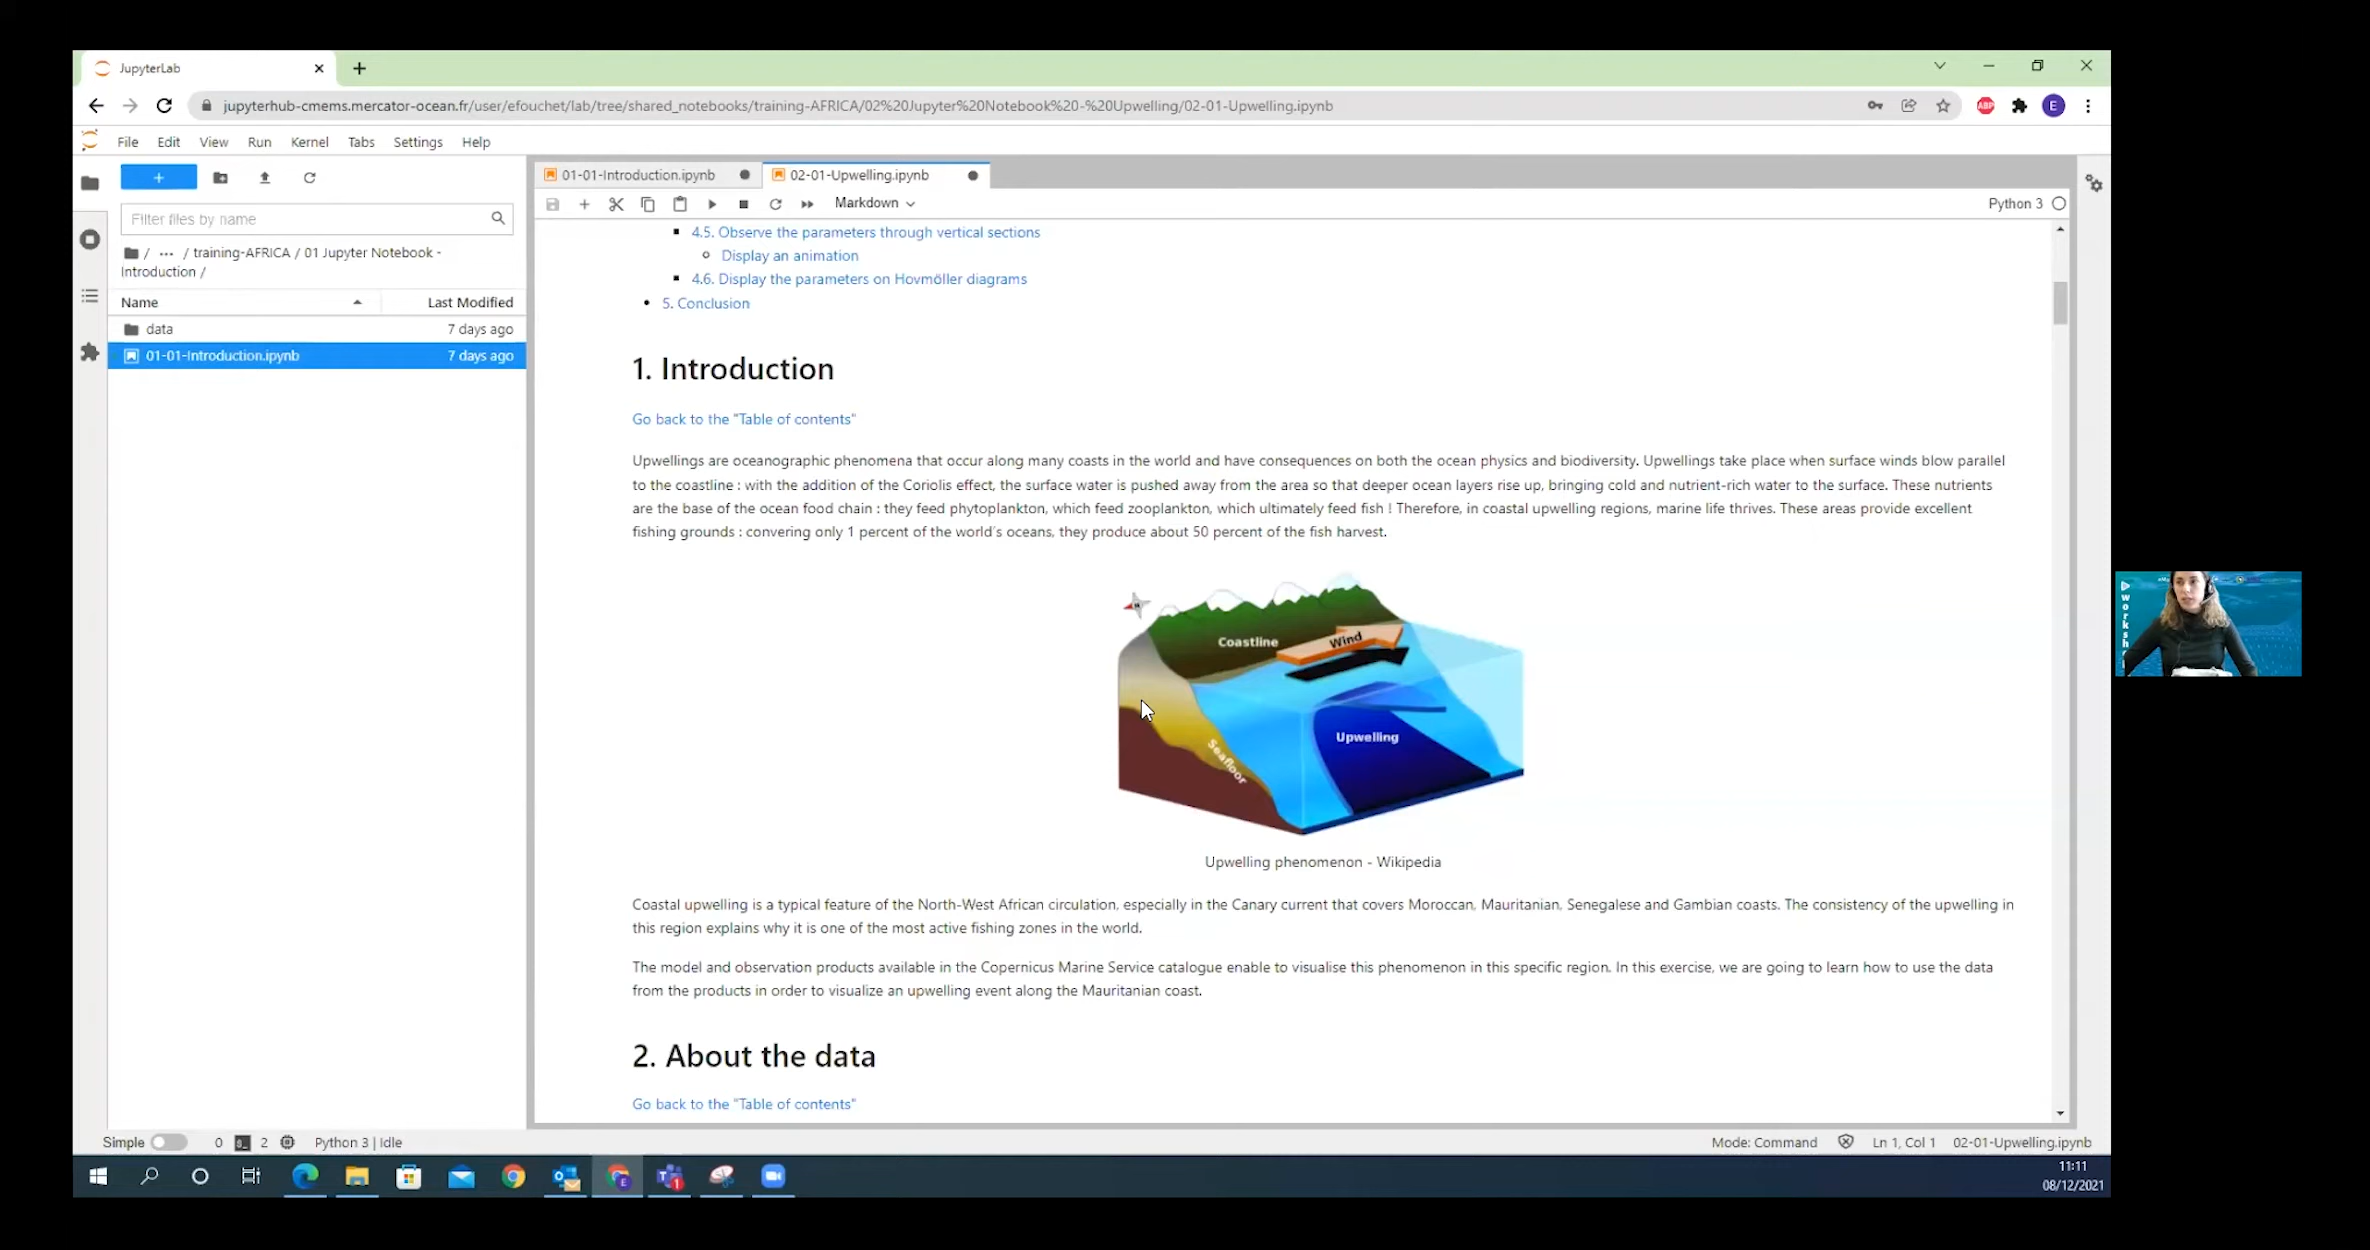 JupyterLab
jupyterhub-cmems.mercator-ocean.fr/user/efouchet/lab/tree/shared_notebooks/training-AFRICA/02%20Jupyter%20Notebook%20-%20Upwelling/02-01-Upwelling.ipynb
ABP
E
File Edit View Run Kernel Tabs Settings Help
Filter files by name
/ ··· / training-AFRICA / 01 Jupyter Notebook -
Introduction /
Name Last Modified
data 7 days ago
01-01-Introduction.ipynb 7 days ago
01-01-Introduction.ipynb 02-01-Upwelling.ipynb
Markdown Python 3
4.5. Observe the parameters through vertical sections
Display an animation
4.6. Display the parameters on Hovmöller diagrams
5. Conclusion
1. Introduction
Go back to the "Table of contents"
Upwellings are oceanographic phenomena that occur along many coasts in the world and have consequences on both the ocean physics and biodiversity. Upwellings take place when surface winds blow parallel
to the coastline : with the addition of the Coriolis effect, the surface water is pushed away from the area so that deeper ocean layers rise up, bringing cold and nutrient-rich water to the surface. These nutrients
are the base of the ocean food chain : they feed phytoplankton, which feed zooplankton, which ultimately feed fish ! Therefore, in coastal upwelling regions, marine life thrives. These areas provide excellent
fishing grounds : convering only 1 percent of the world's oceans, they produce about 50 percent of the fish harvest.
Coastline
Wind
Upwelling
Seafloor
Upwelling phenomenon - Wikipedia
Coastal upwelling is a typical feature of the North-West African circulation, especially in the Canary current that covers Moroccan, Mauritanian, Senegalese and Gambian coasts. The consistency of the upwelling in
this region explains why it is one of the most active fishing zones in the world.
The model and observation products available in the Copernicus Marine Service catalogue enable to visualise this phenomenon in this specific region. In this exercise, we are going to learn how to use the data
from the products in order to visualize an upwelling event along the Mauritanian coast.
2. About the data
Go back to the "Table of contents"
Simple 0 2 Python 3 | Idle
Mode: Command Ln 1, Col 1 02-01-Upwelling.ipynb
11:11
08/12/2021